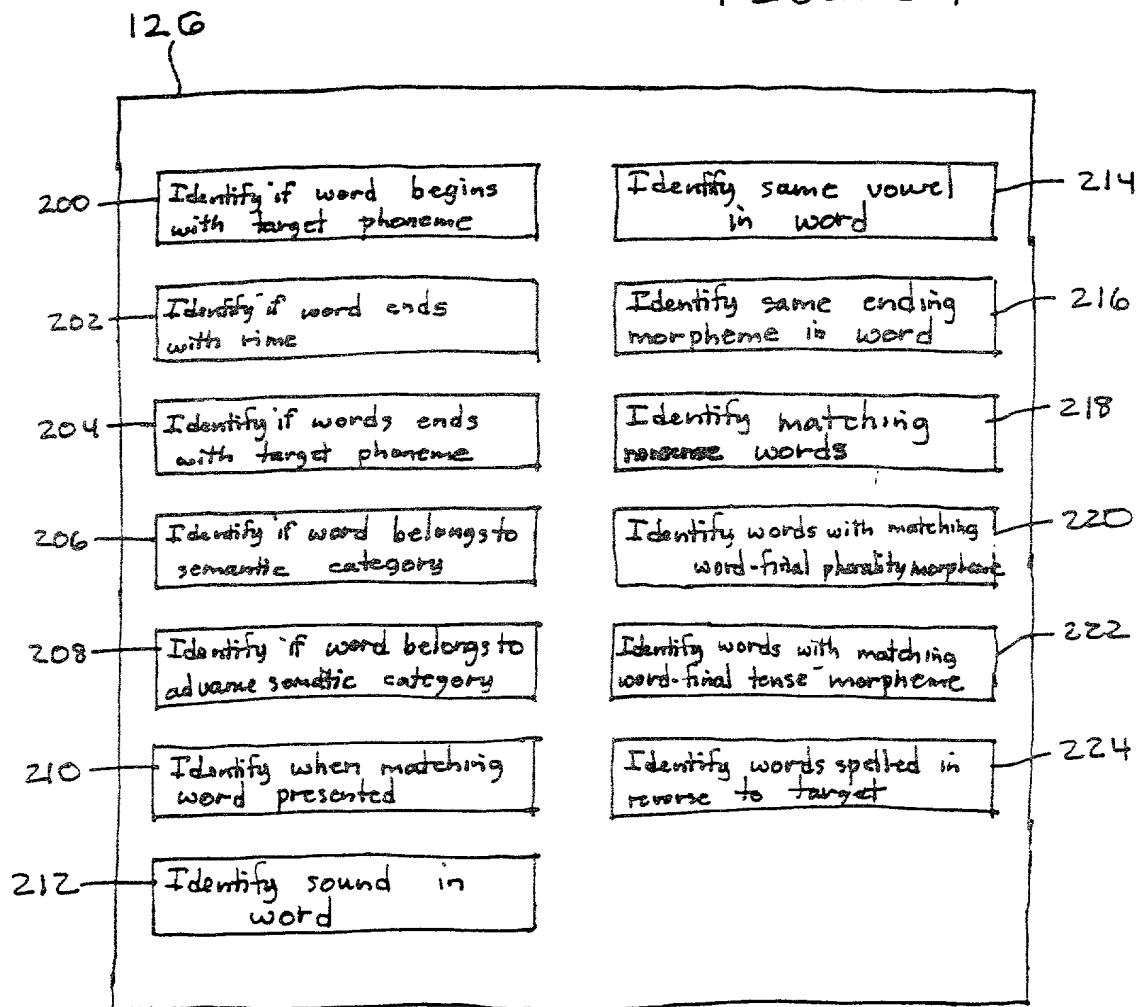 126
200
Identify if word begins
with target phoneme
202
Identify if word ends
with rime
204
Identify if words ends
with target phoneme
206
Identify if word belongs to
semantic category
208
Identify if word belongs to
category
210
Identify when matching
word presented
212
Identify sound in
word
Identify same vowel
in word
214
Identify same ending
morpheme in word
216
Identify matching
nonsense words
218
Identify words with matching
word-final plurality morpheme
220
Identify words with matching
word-final tense morpheme
222
Identify words spelled in
reverse to target
224